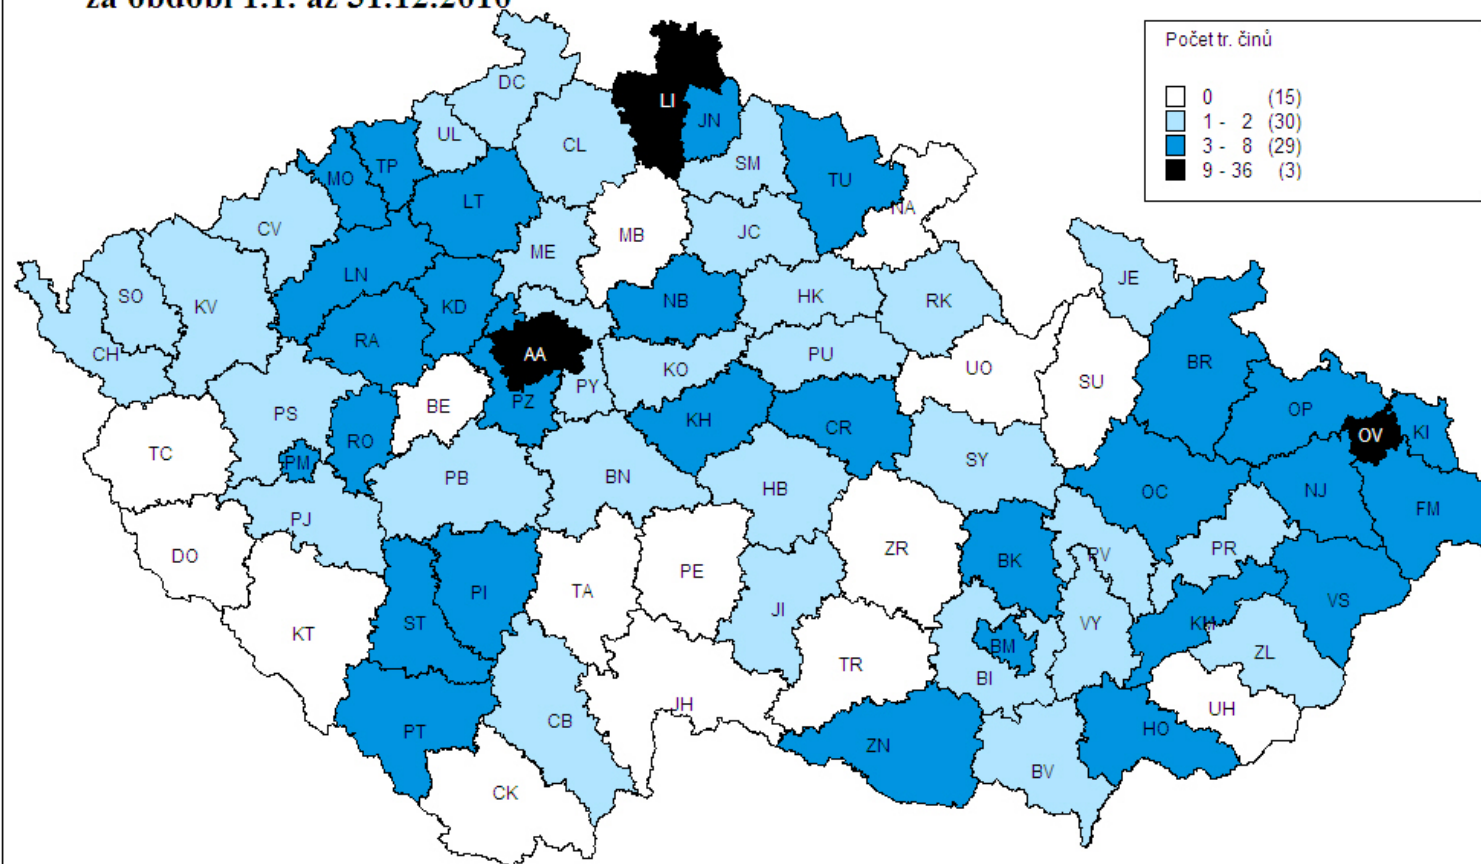 za období 1.1. až 31.12.2010
Počet tr. činů
0 (15)
1 - 2 (30)
3 - 8 (29)
9 - 36 (3)
DC
LI
JN
UL
CL
SM
TP
MO
TU
LT
NA
CV
MB
JC
ME
LN
JE
SO
KV
KD
NB
HK
RK
CH
RA
AA
PU
KO
UO
SU
BR
PY
PZ
BE
PS
KH
CR
OP
RO
OV
KI
TC
PM
SY
PB
BN
HB
OC
NJ
FM
PJ
DO
ZR
PV
PR
BK
PE
TA
PI
JI
VS
ST
KT
VY
KM
BM
ZL
TR
BI
JH
UH
CB
PT
ZN
HO
BV
CK